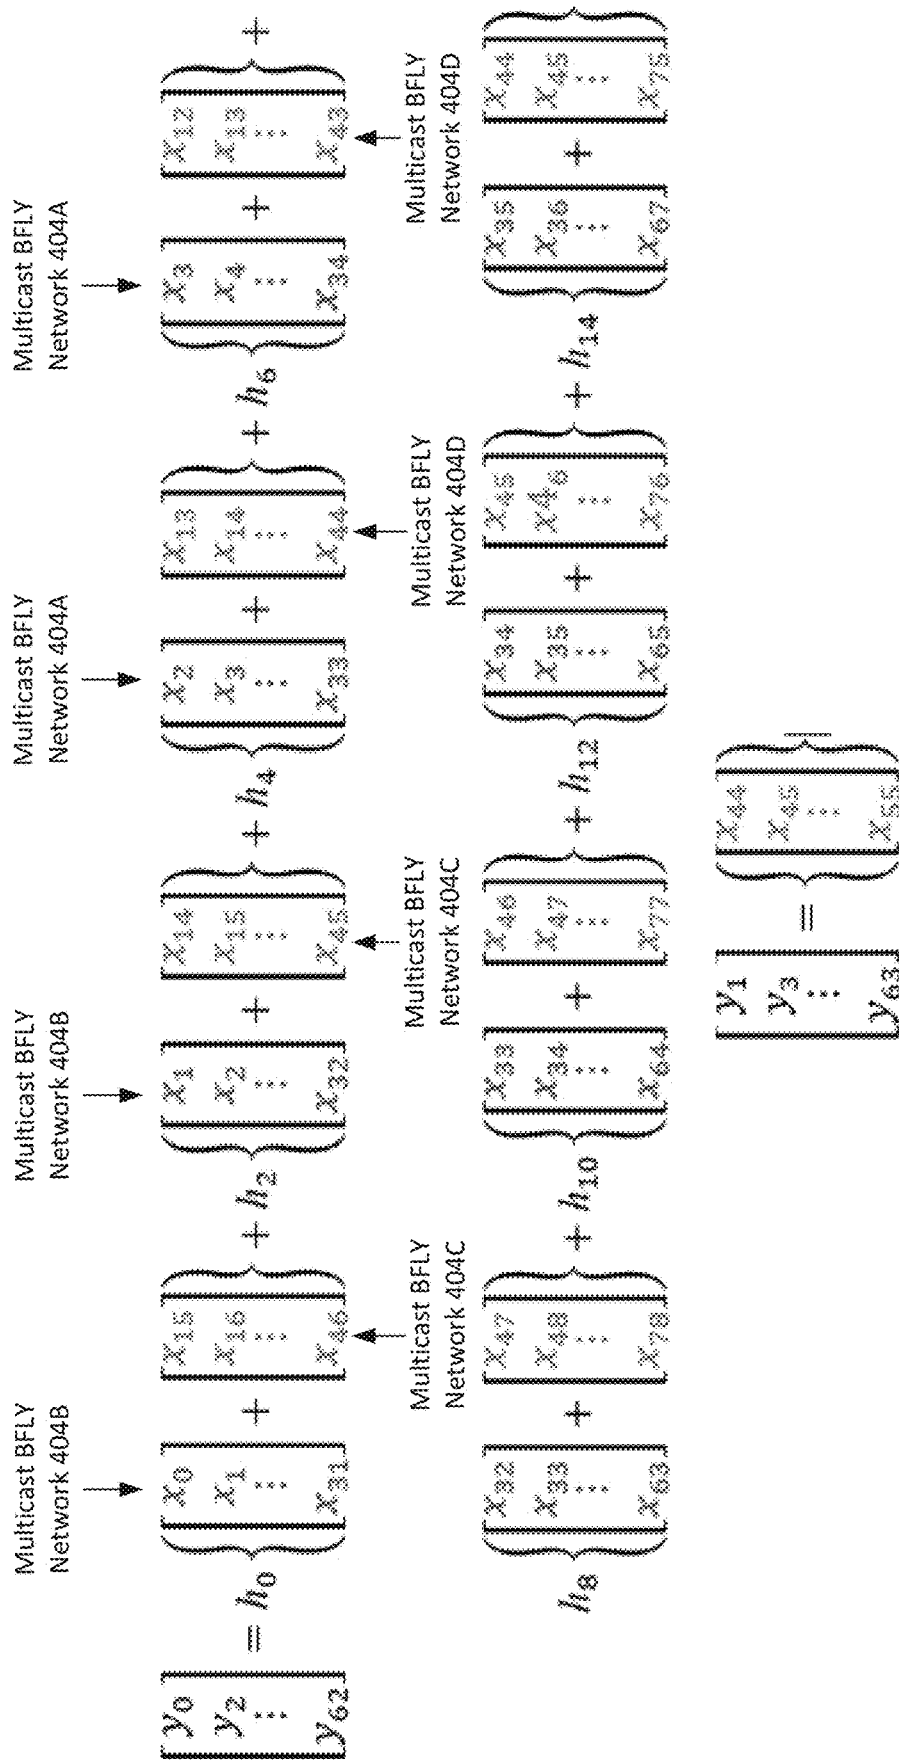 Multicast BFLY Multicast BFLY Multicast BFLY Multicast BFLY
Network 404B Network 404B Network 404A Network 404A
[y₀ y₂ ⋮ y₆₂] = h₀ {[x₀ x₁ ⋮ x₃₁] + [x₁₅ x₁₆ ⋮ x₄₆]} + h₂ {[x₁ x₂ ⋮ x₃₂] + [x₁₄ x₁₅ ⋮ x₄₅]} + h₄ {[x₂ x₃ ⋮ x₃₃] + [x₁₃ x₁₄ ⋮ x₄₄]} + h₆ {[x₃ x₄ ⋮ x₃₄] + [x₁₂ x₁₃ ⋮ x₄₃]} +
Multicast BFLY Multicast BFLY Multicast BFLY Multicast BFLY
Network 404C Network 404C Network 404D Network 404D
h₈ {[x₃₂ x₃₃ ⋮ x₆₃] + [x₄₇ x₄₈ ⋮ x₇₈]} + h₁₀ {[x₃₃ x₃₄ ⋮ x₆₄] + [x₄₆ x₄₇ ⋮ x₇₇]} + h₁₂ {[x₃₄ x₃₅ ⋮ x₆₅] + [x₄₅ x4₆ ⋮ x₇₆]} + h₁₄ {[x₃₅ x₃₆ ⋮ x₆₇] + [x₄₄ x₄₅ ⋮ x₇₅]}
[y₁ y₃ ⋮ y₆₃] = {[x₄₄ x₄₅ ⋮ x₅₅]}